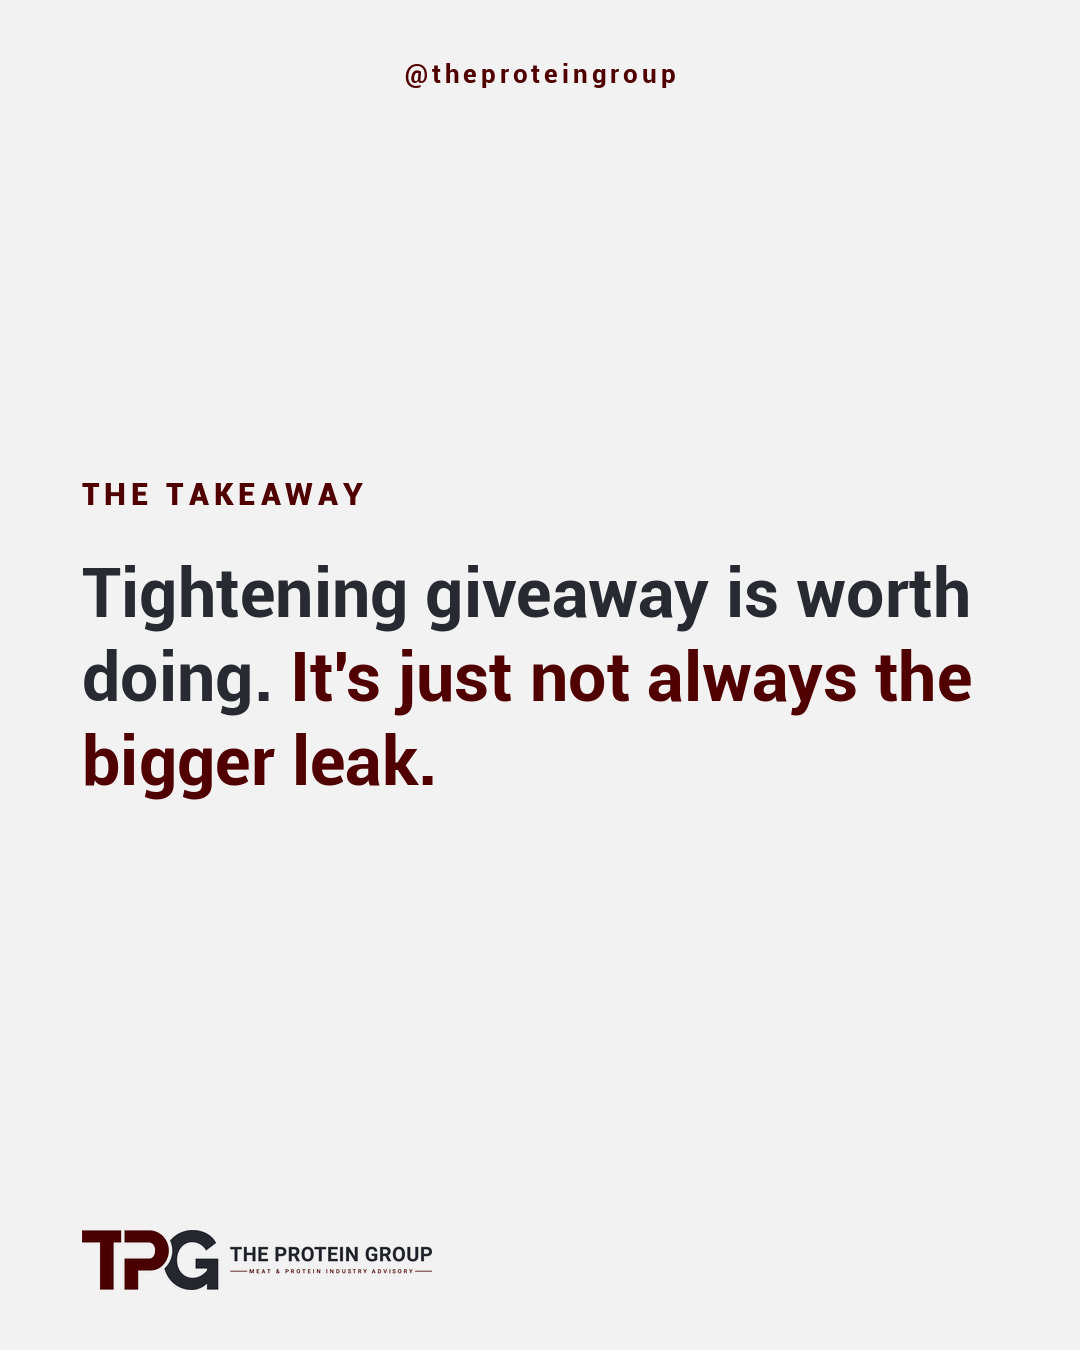 @theproteingroup
THE TAKEAWAY
Tightening giveaway is worth
doing. It's just not always the
bigger leak.
TPG
THE PROTEIN GROUP
MEAT & PROTEIN INDUSTRY ADVISORY